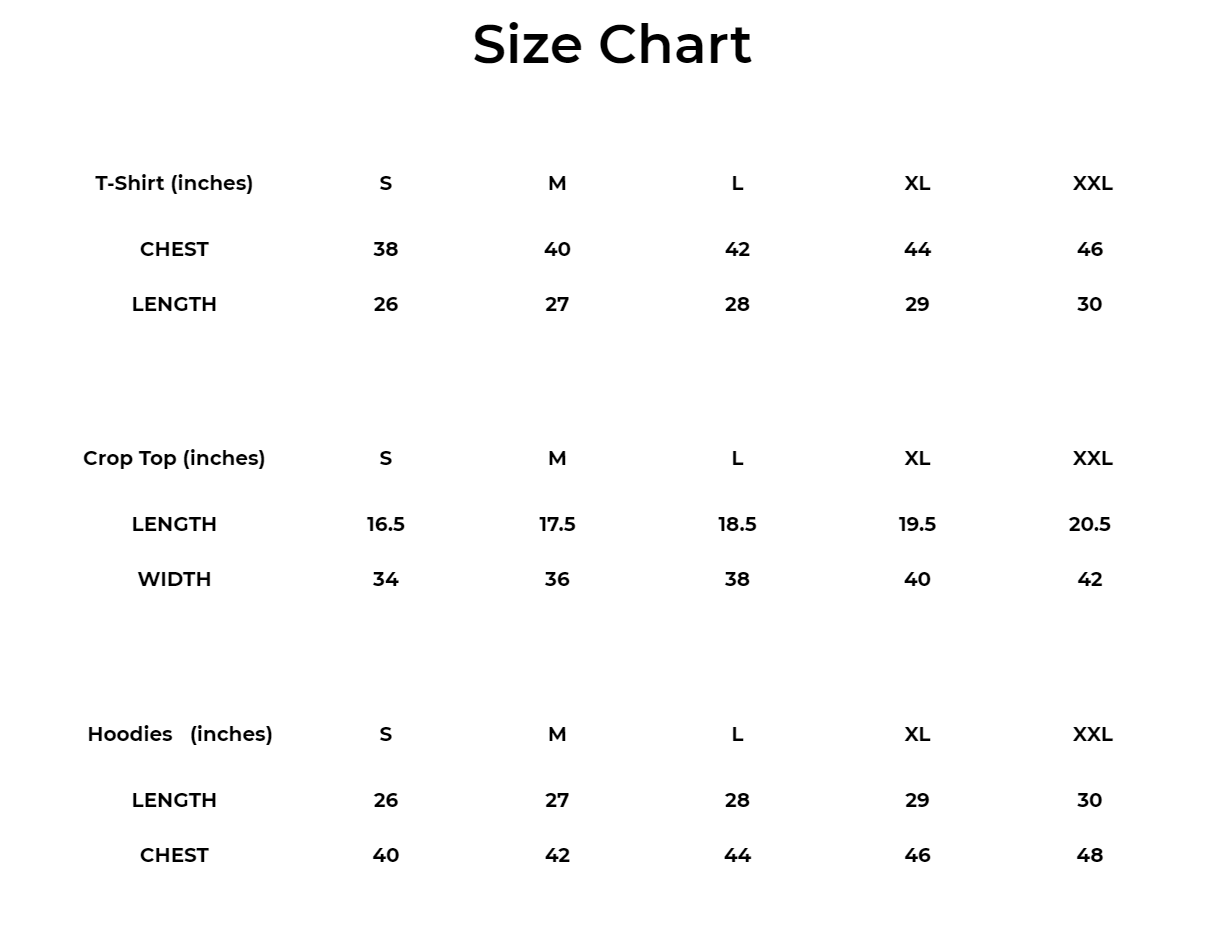 Size Chart
T-Shirt (inches) S M L XL XXL
CHEST 38 40 42 44 46
LENGTH 26 27 28 29 30
Crop Top (inches) S M L XL XXL
LENGTH 16.5 17.5 18.5 19.5 20.5
WIDTH 34 36 38 40 42
Hoodies (inches) S M L XL XXL
LENGTH 26 27 28 29 30
CHEST 40 42 44 46 48